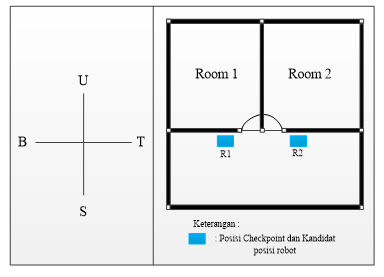 U
B
T
S
Room 1
Room 2
R1
R2
Keterangan :
: Posisi Checkpoint dan Kandidat
posisi robot